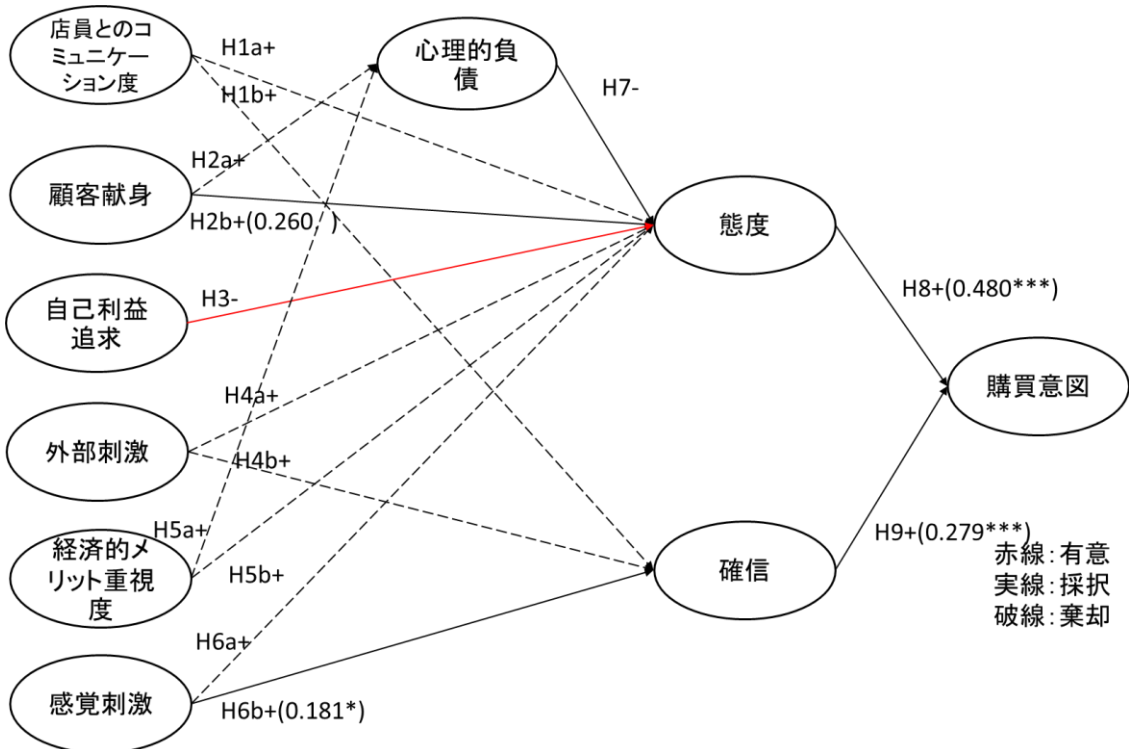 店員とのコ
ミュニケー
ション度
H1a+
H1b+
心理的負
債
H7-
顧客献身
H2a+
H2b+(0.260 )
態度
自己利益
追求
H3-
H8+(0.480***)
購買意図
外部刺激
H4a+
H4b+
経済的メ
リット重視
度
H5a+
H5b+
確信
H9+(0.279***)
赤線：有意
実線：採択
破線：棄却
感覚刺激
H6a+
H6b+(0.181*)